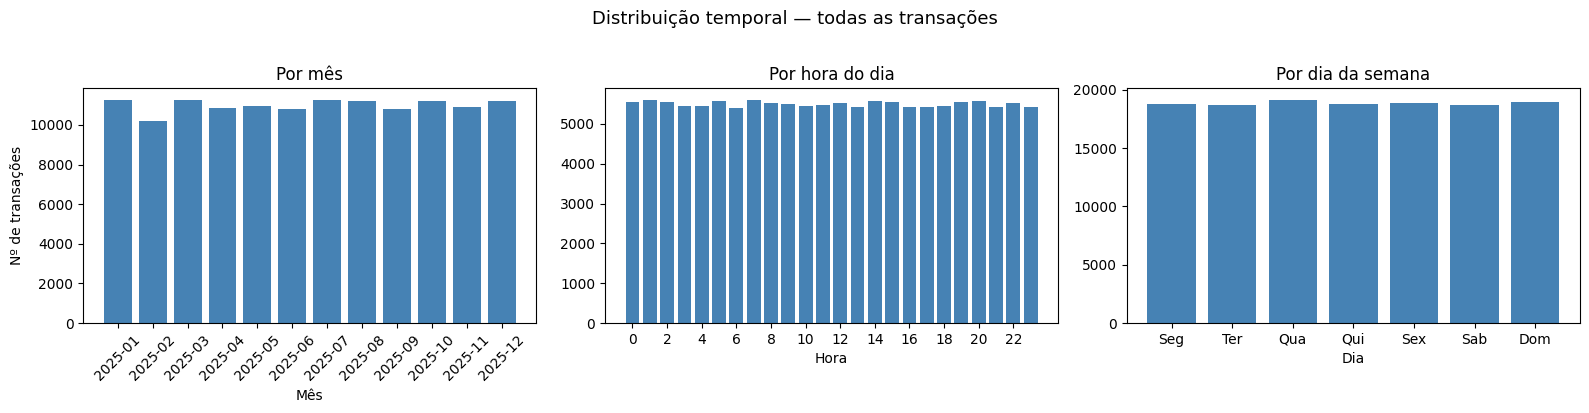 Distribuição temporal — todas as transações
Por mês
Nº de transações
10000
8000
6000
4000
2000
0
2025-01
2025-02
2025-03
2025-04
2025-05
2025-06
2025-07
2025-08
2025-09
2025-10
2025-11
2025-12
Mês
Por hora do dia
5000
4000
3000
2000
1000
0
0 2 4 6 8 10 12 14 16 18 20 22
Hora
Por dia da semana
20000
15000
10000
5000
0
Seg Ter Qua Qui Sex Sab Dom
Dia